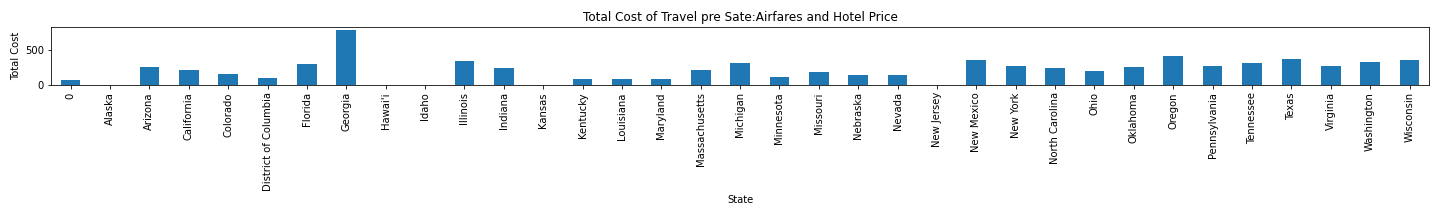 Total Cost of Travel pre Sate:Airfares and Hotel Price
Total Cost
500
0
0
Alaska
Arizona
California
Colorado
District of Columbia
Florida
Georgia
Hawai'i
Idaho
Illinois
Indiana
Kansas
Kentucky
Louisiana
Maryland
Massachusetts
Michigan
Minnesota
Missouri
Nebraska
Nevada
New Jersey
New Mexico
New York
North Carolina
Ohio
Oklahoma
Oregon
Pennsylvania
Tennessee
Texas
Virginia
Washington
Wisconsin
State